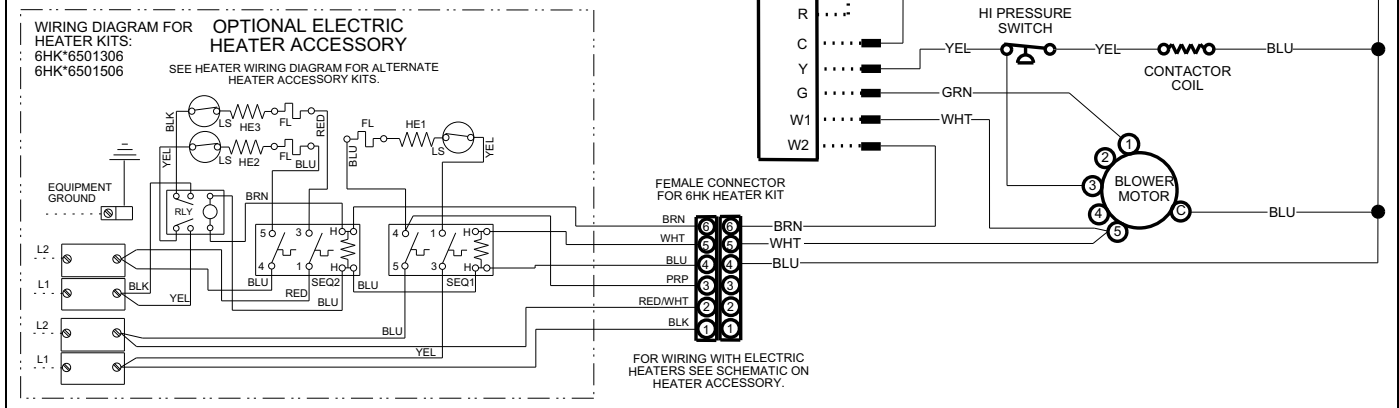 WIRING DIAGRAM FOR
HEATER KITS:
6HK*6501306
6HK*6501506
OPTIONAL ELECTRIC
HEATER ACCESSORY
SEE HEATER WIRING DIAGRAM FOR ALTERNATE
HEATER ACCESSORY KITS.
BLK
LS
HE3
FL
RED
YEL
LS
HE2
FL
BLU
FL
HE1
BLU
LS
YEL
EQUIPMENT
GROUND
RLY
BRN
5
3
H
4
1
H
4
1
H
5
3
H
BLU
RED
SEQ2
BLU
BLU
SEQ1
L2
L1
BLK
YEL
L2
L1
BLU
YEL
R
C
Y
G
W1
W2
YEL
HI PRESSURE
SWITCH
YEL
CONTACTOR
COIL
BLU
GRN
WHT
1
2
3
4
5
C
BLOWER
MOTOR
BLU
FEMALE CONNECTOR
FOR 6HK HEATER KIT
BRN 6 6 BRN
WHT 5 5 WHT
BLU 4 4 BLU
PRP 3 3
RED/WHT 2 2
BLK 1 1
FOR WIRING WITH ELECTRIC
HEATERS SEE SCHEMATIC ON
HEATER ACCESSORY.